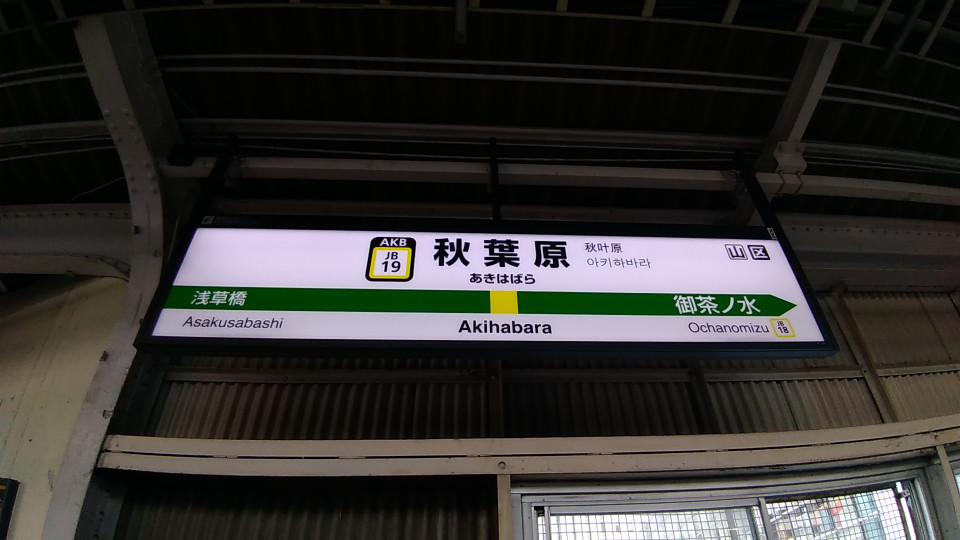 AKB
JB
19
秋葉原
あきはばら
秋叶原
아키하바라
山 区
浅草橋
御茶ノ水
Asakusabashi
Akihabara
Ochanomizu
JB
18